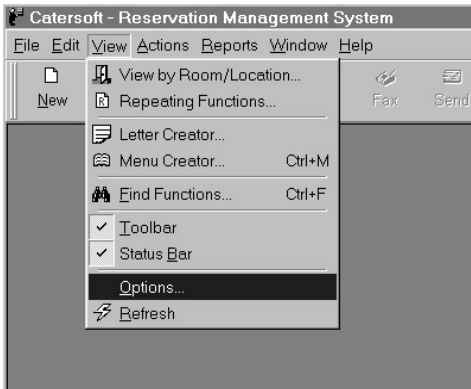 Catersoft - Reservation Management System
File Edit View Actions Reports Window Help
New Fax Send
View by Room/Location...
R Repeating Functions...
Letter Creator...
Menu Creator... Ctrl+M
Find Functions... Ctrl+F
Toolbar
Status Bar
Options...
Refresh